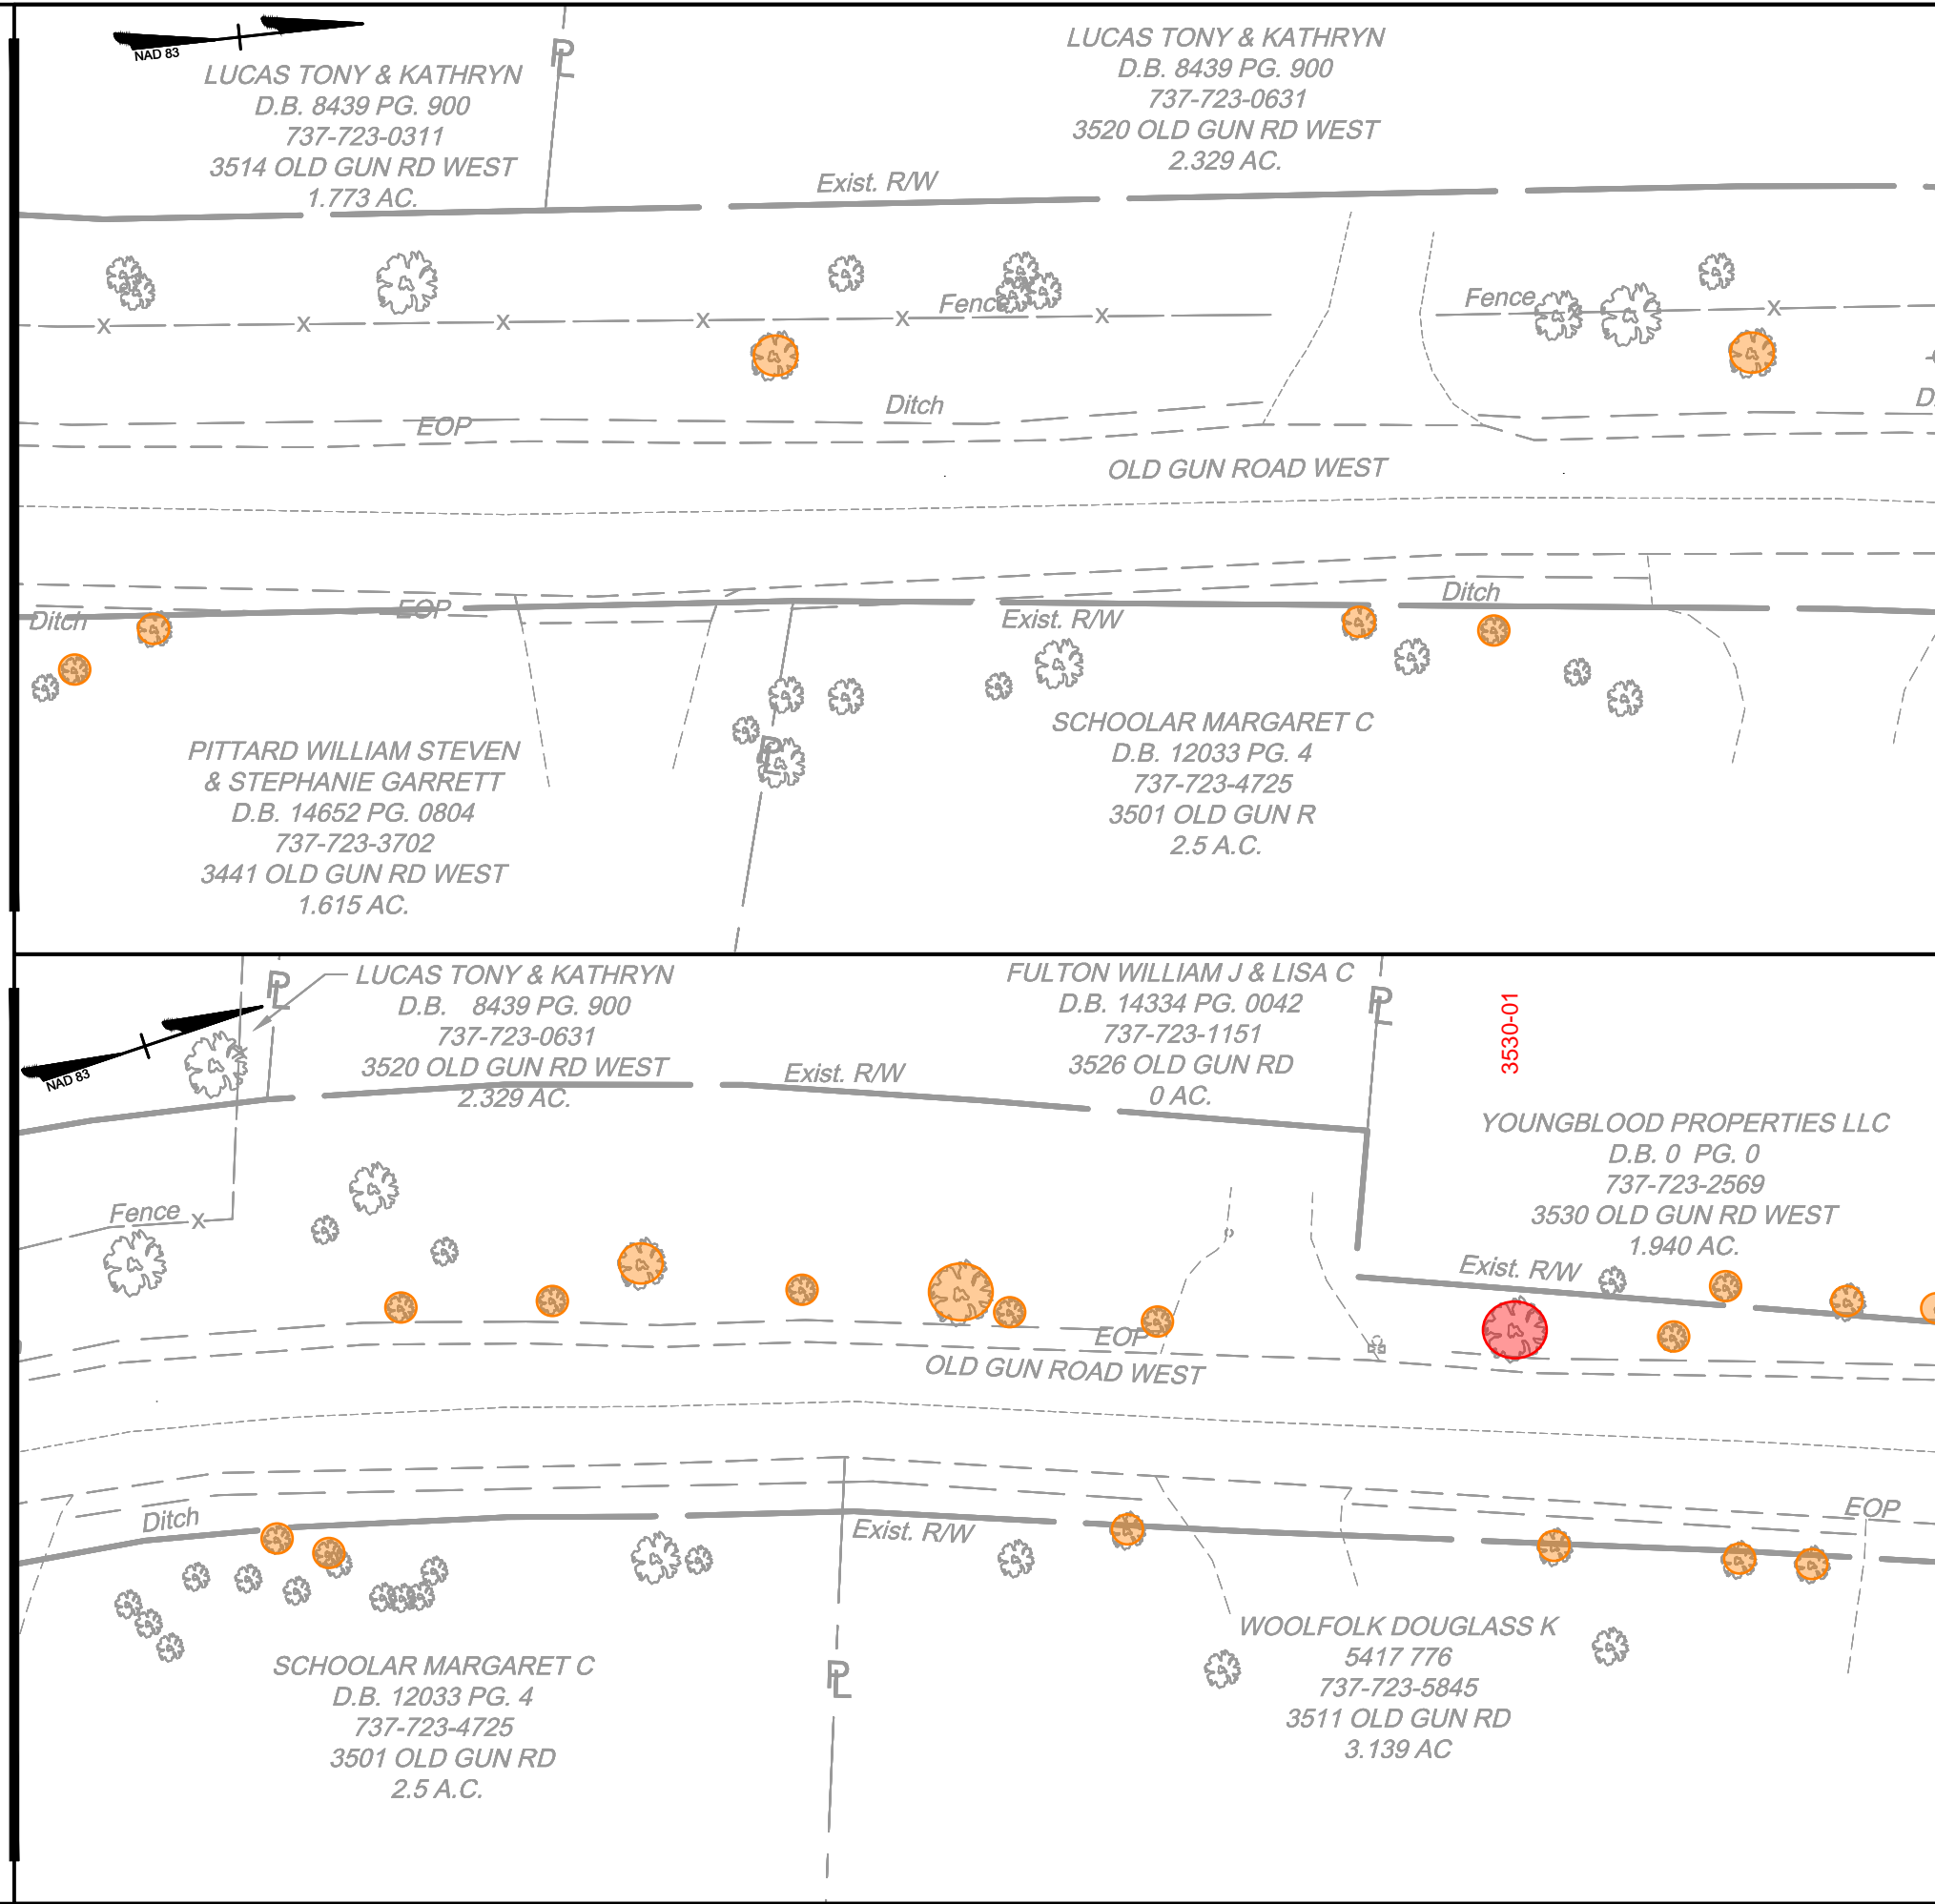 NAD 83
LUCAS TONY & KATHRYN
D.B. 8439 PG. 900
737-723-0311
3514 OLD GUN RD WEST
1.773 AC.
PL
LUCAS TONY & KATHRYN
D.B. 8439 PG. 900
737-723-0631
3520 OLD GUN RD WEST
2.329 AC.
Exist. R/W
Fence
Fence
X X X X X X X
Ditch
EOP
D
OLD GUN ROAD WEST
Ditch
EOP
Exist. R/W
Ditch
PITTARD WILLIAM STEVEN
& STEPHANIE GARRETT
D.B. 14652 PG. 0804
737-723-3702
3441 OLD GUN RD WEST
1.615 AC.
PL
SCHOOLAR MARGARET C
D.B. 12033 PG. 4
737-723-4725
3501 OLD GUN R
2.5 A.C.
NAD 83
PL
LUCAS TONY & KATHRYN
D.B. 8439 PG. 900
737-723-0631
3520 OLD GUN RD WEST
2.329 AC.
Exist. R/W
FULTON WILLIAM J & LISA C
D.B. 14334 PG. 0042
737-723-1151
3526 OLD GUN RD
0 AC.
PL
3530-01
YOUNGBLOOD PROPERTIES LLC
D.B. 0 PG. 0
737-723-2569
3530 OLD GUN RD WEST
1.940 AC.
Exist. R/W
X
Fence X
EOP
OLD GUN ROAD WEST
Ditch
Exist. R/W
EOP
SCHOOLAR MARGARET C
D.B. 12033 PG. 4
737-723-4725
3501 OLD GUN RD
2.5 A.C.
PL
WOOLFOLK DOUGLASS K
5417 776
737-723-5845
3511 OLD GUN RD
3.139 AC